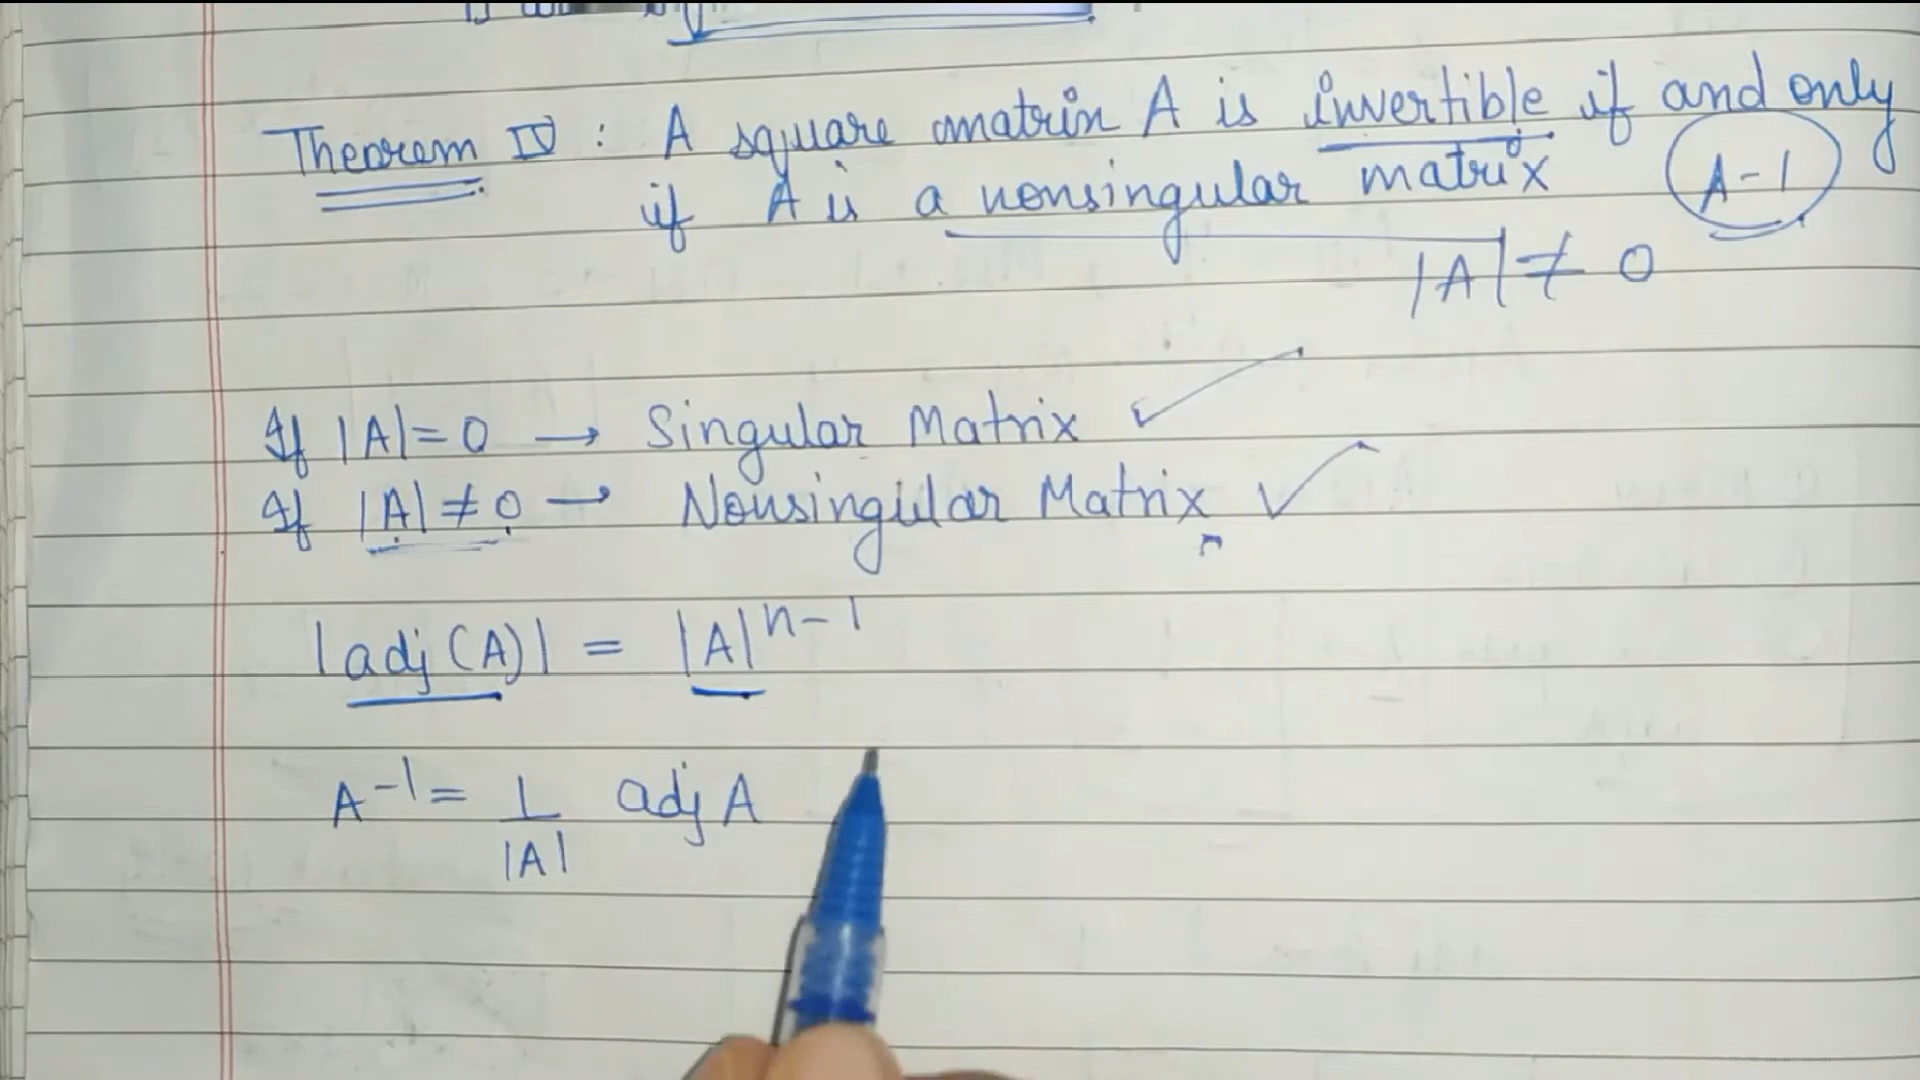 Theorem IV : A square matrix A is invertible if and only
if A is a nonsingular matrix
A-1
|A| ≠ 0
If |A| = 0 → Singular Matrix ✓
If |A| ≠ 0 → Nonsingular Matrix ✓
|adj(A)| = |A|^n-1
A^-1 = 1/|A| adj A